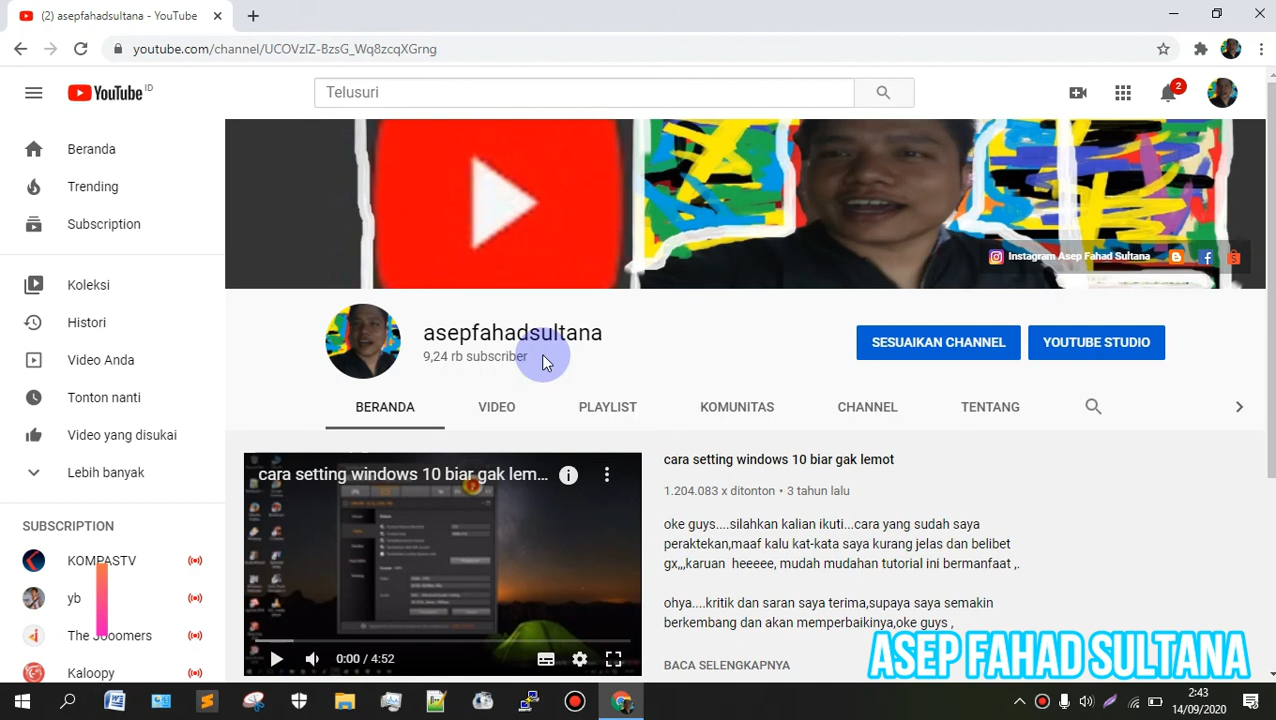 (2) asepfahadsultana - YouTube
youtube.com/channel/UCOVzlZ-BzsG_Wq8zcqXGrng
YouTube ID
Telusuri
2
Beranda
Trending
Subscription
Koleksi
Histori
Video Anda
Tonton nanti
Video yang disukai
Lebih banyak
SUBSCRIPTION
yb
The Jooomers
Kaloopy
Instagram Asep Fahad Sultana
asepfahadsultana
9,24 rb subscriber
SESUAIKAN CHANNEL
YOUTUBE STUDIO
BERANDA
VIDEO
PLAYLIST
KOMUNITAS
CHANNEL
TENTANG
cara setting windows 10 biar gak lem...
0:00 / 4:52
cara setting windows 10 biar gak lemot
1.204.083 x ditonton • 3 tahun lalu
oke guys....silahkan kalian tiru....cara yang sudah saya
peraktekan,maaf kalu kat-kata saya kurang jelas dan belibet
gx,,,karuan heeeee, mudah mudahan tutorial ini bermanfaat ,.
ohya....kritik dan saran saya terima,supaya saya semakin
berkembang dan akan memperbaikinya,oke guys ,
BACA SELENGKAPNYA
ASEP FAHAD SULTANA
2:43
14/09/2020